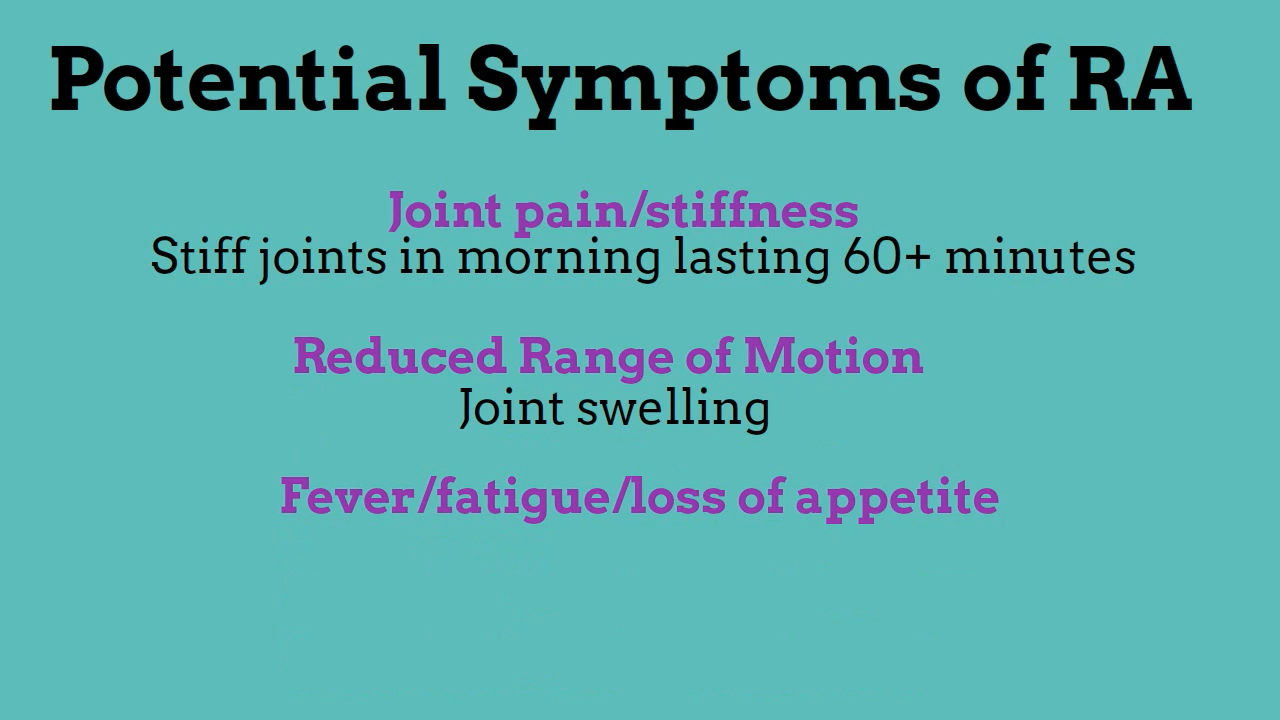 Potential Symptoms of RA
Joint pain/stiffness
Stiff joints in morning lasting 60+ minutes
Reduced Range of Motion
Joint swelling
Fever/fatigue/loss of appetite